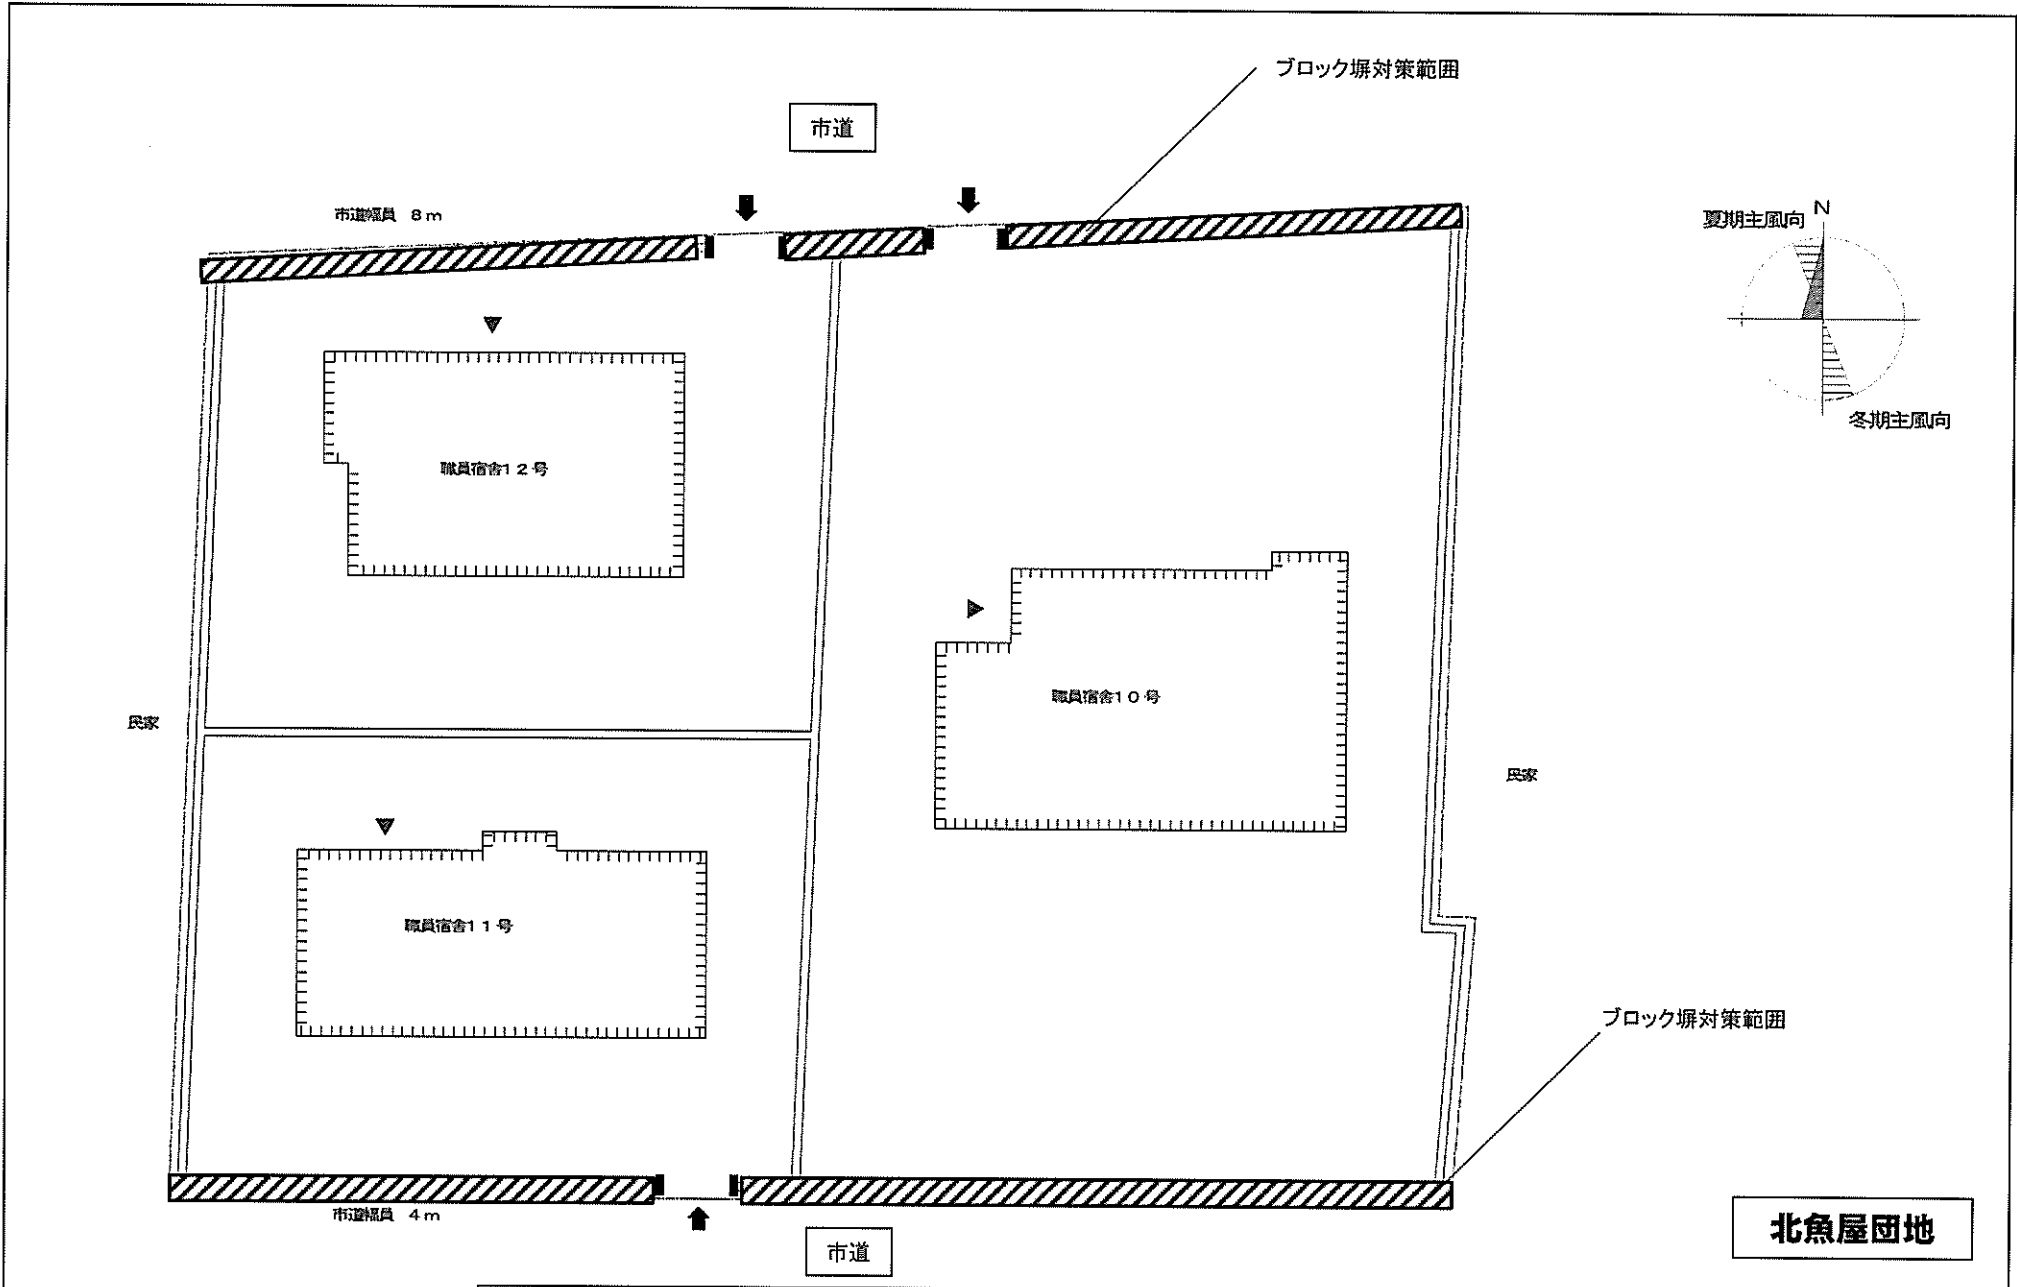 ブロック塀対策範囲
市道
市道幅員 8m
夏期主風向
N
冬期主風向
職員宿舎12号
職員宿舎10号
民家
民家
職員宿舎11号
ブロック塀対策範囲
市道幅員 4m
市道
北魚屋団地